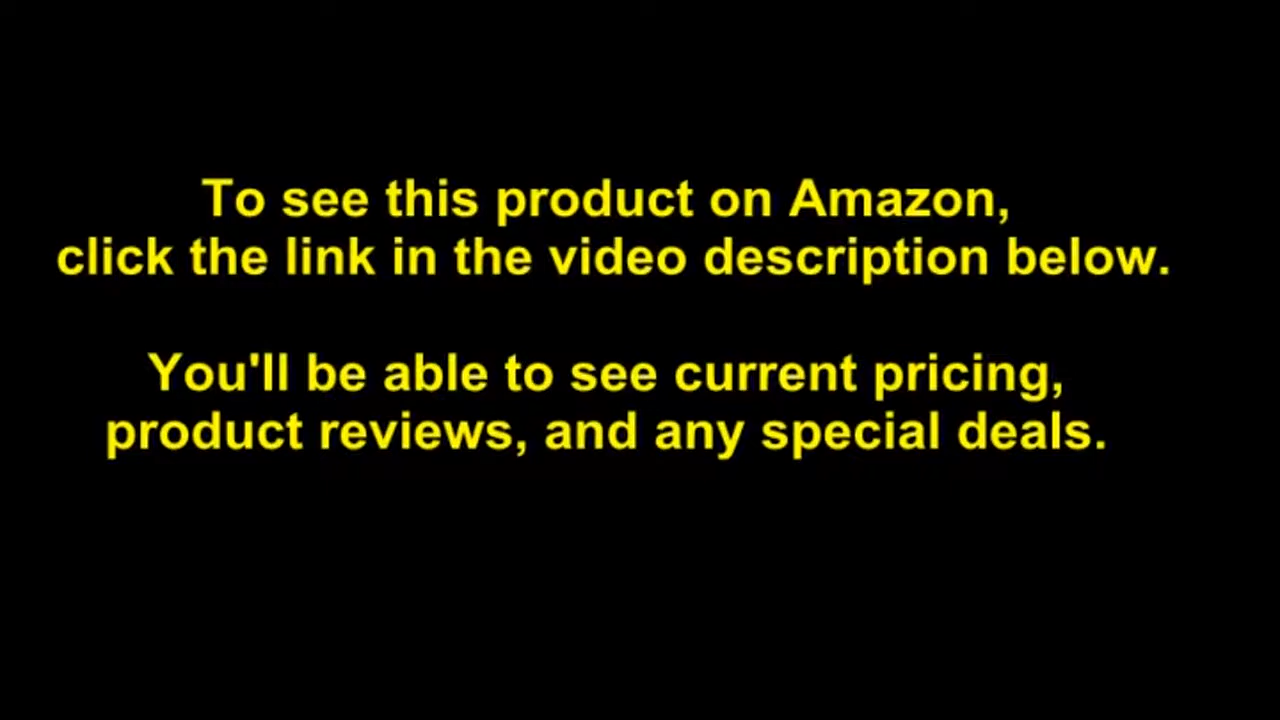 To see this product on Amazon,
click the link in the video description below.
You'll be able to see current pricing,
product reviews, and any special deals.